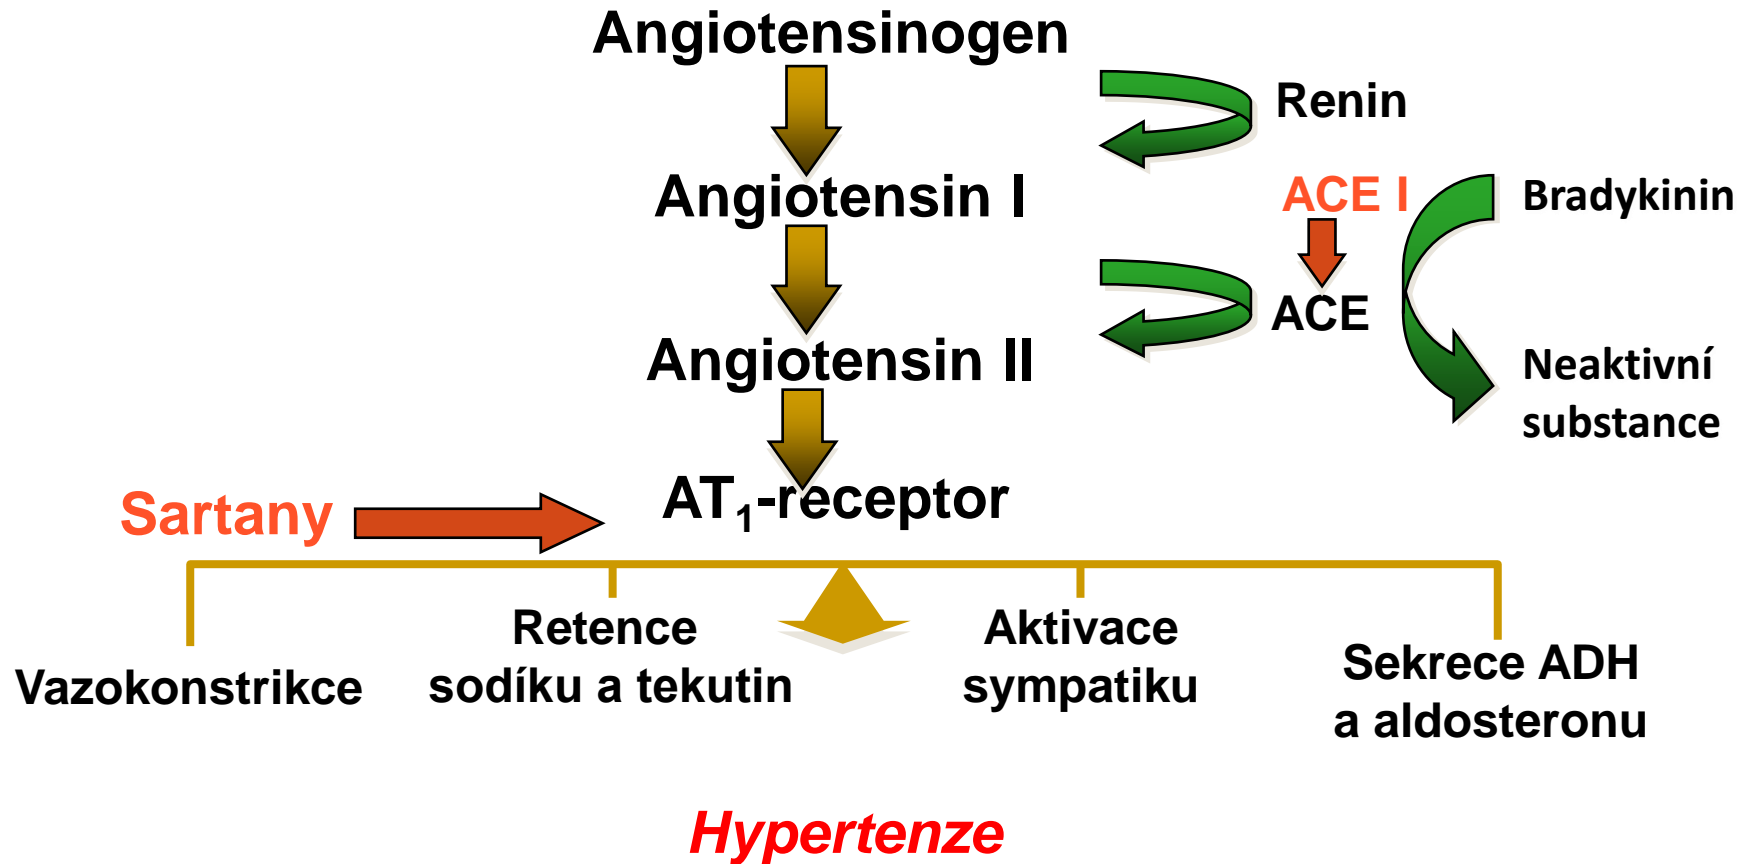 Angiotensinogen
Renin
Angiotensin I
ACE I
Bradykinin
ACE
Angiotensin II
Neaktivní
substance
AT₁-receptor
Sartany
Vazokonstrikce
Retence
sodíku a tekutin
Aktivace
sympatiku
Sekrece ADH
a aldosteronu
Hypertenze